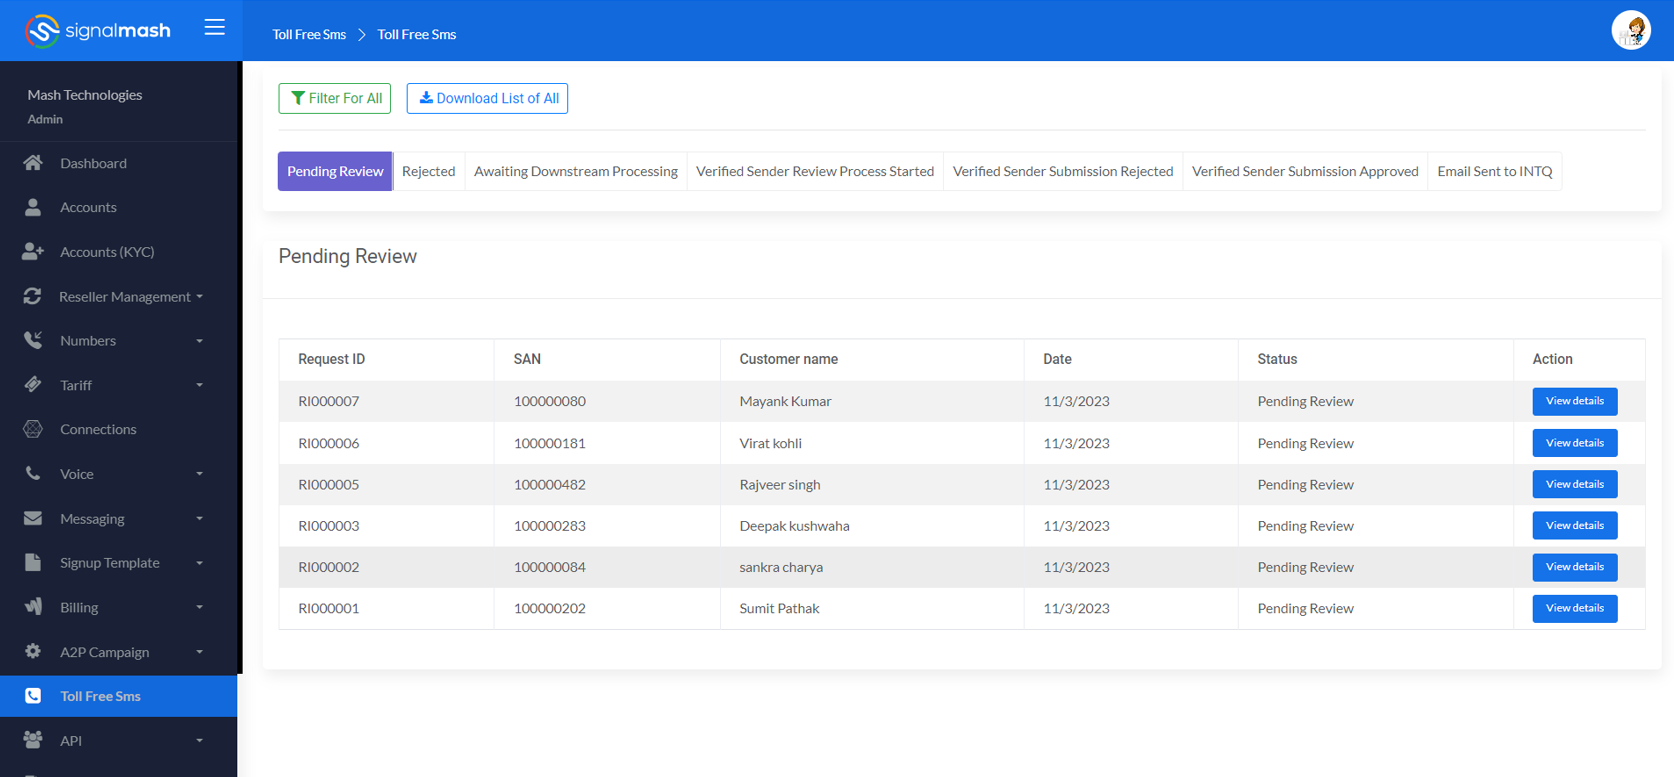 signalmash
Toll Free Sms > Toll Free Sms
Mash Technologies
Admin
Dashboard
Accounts
Accounts (KYC)
Reseller Management
Numbers
Tariff
Connections
Voice
Messaging
Signup Template
Billing
A2P Campaign
Toll Free Sms
API
Filter For All Download List of All
Pending Review Rejected Awaiting Downstream Processing Verified Sender Review Process Started Verified Sender Submission Rejected Verified Sender Submission Approved Email Sent to INTQ
Pending Review
Request ID SAN Customer name Date Status Action
RI000007 100000080 Mayank Kumar 11/3/2023 Pending Review View details
RI000006 100000181 Virat kohli 11/3/2023 Pending Review View details
RI000005 100000482 Rajveer singh 11/3/2023 Pending Review View details
RI000003 100000283 Deepak kushwaha 11/3/2023 Pending Review View details
RI000002 100000084 sankra charya 11/3/2023 Pending Review View details
RI000001 100000202 Sumit Pathak 11/3/2023 Pending Review View details